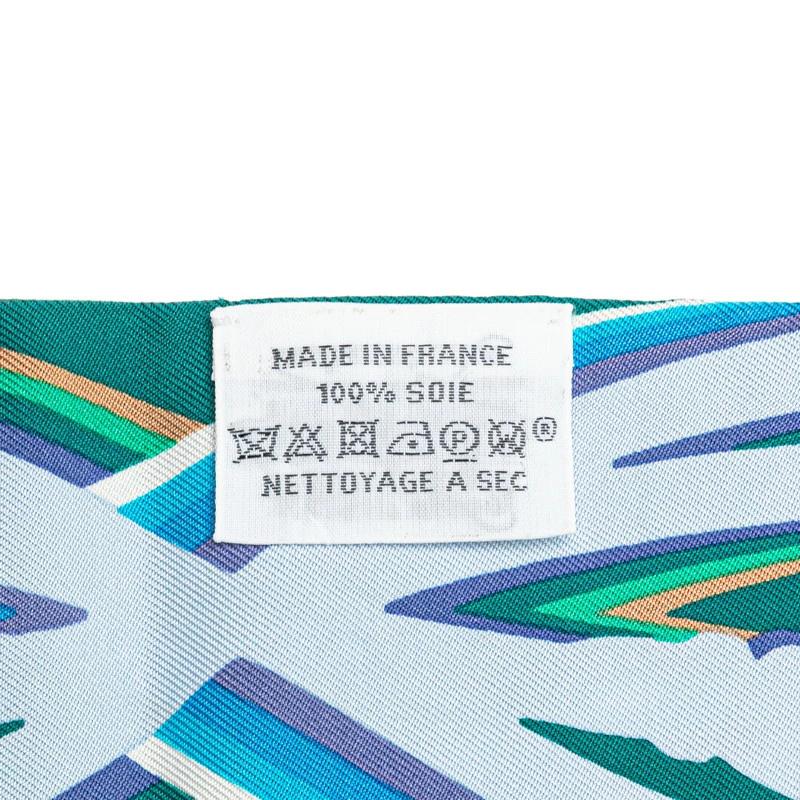 MADE IN FRANCE
100% SOIE
P W ®
NETTOYAGE A SEC